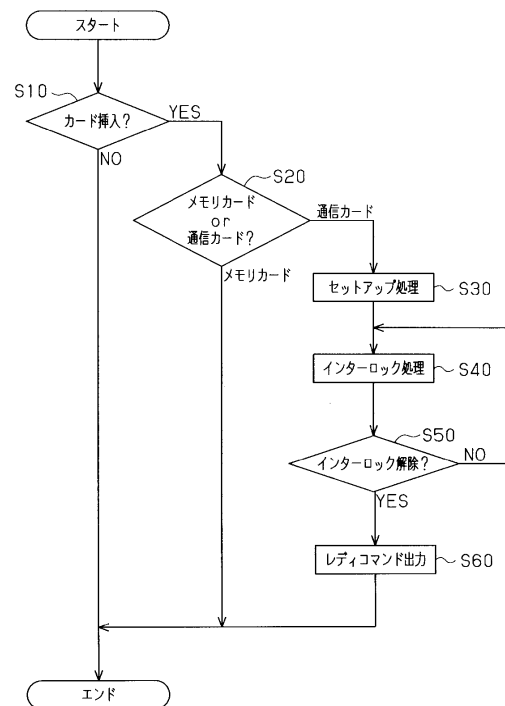 スタート
S10
カード挿入?
YES
NO
S20
メモリカード
or
通信カード?
通信カード
メモリカード
セットアップ処理
S30
インターロック処理
S40
S50
インターロック解除?
NO
YES
レディコマンド出力
S60
エンド